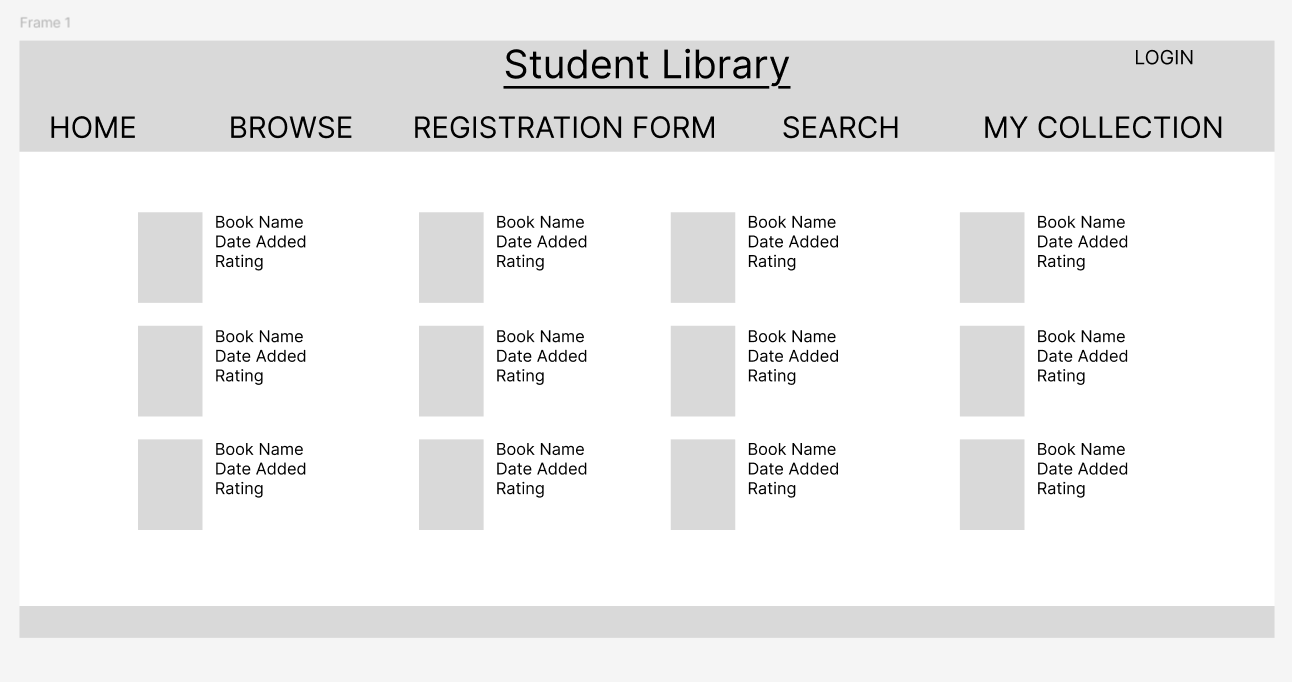 Frame 1
Student Library
LOGIN
HOME BROWSE REGISTRATION FORM SEARCH MY COLLECTION
Book Name
Date Added
Rating
Book Name
Date Added
Rating
Book Name
Date Added
Rating
Book Name
Date Added
Rating
Book Name
Date Added
Rating
Book Name
Date Added
Rating
Book Name
Date Added
Rating
Book Name
Date Added
Rating
Book Name
Date Added
Rating
Book Name
Date Added
Rating
Book Name
Date Added
Rating
Book Name
Date Added
Rating